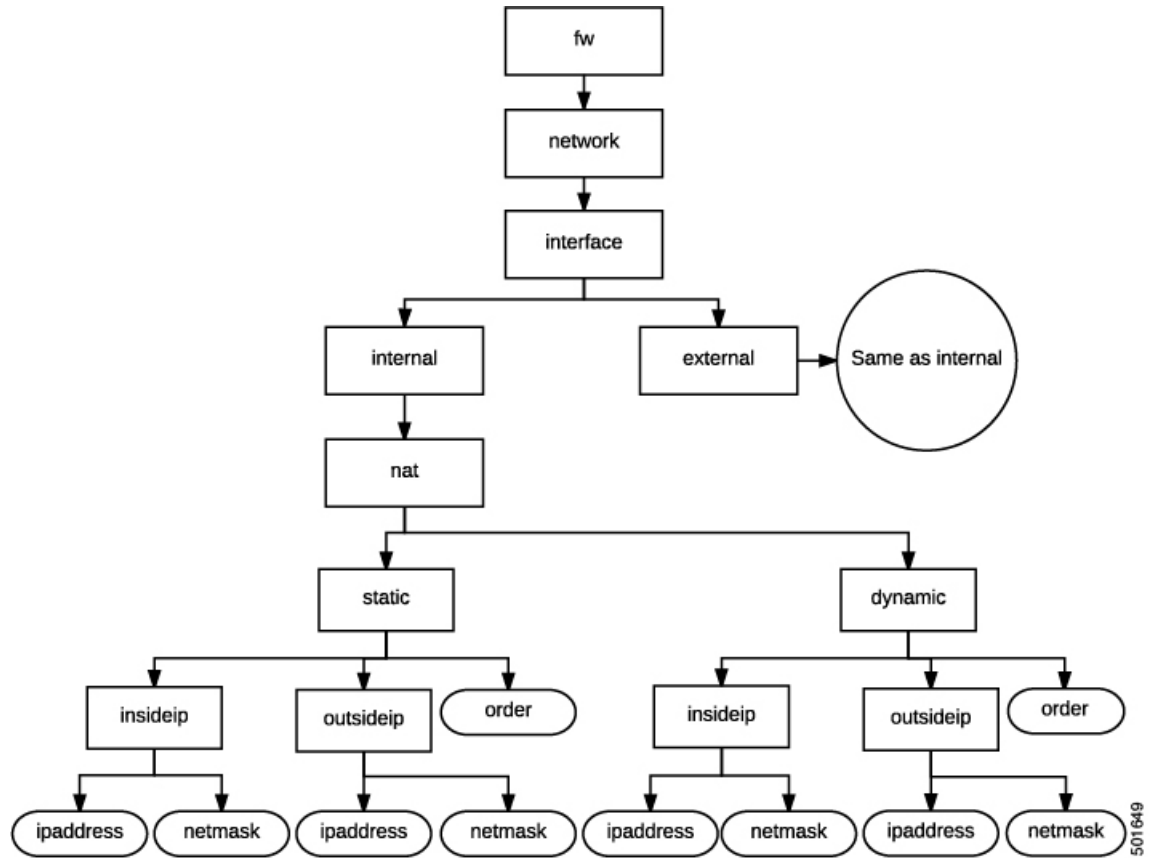 fw
network
interface
internal
external
Same as internal
nat
static
dynamic
insideip
outsideip
order
insideip
outsideip
order
ipaddress
netmask
ipaddress
netmask
ipaddress
netmask
ipaddress
netmask
501649